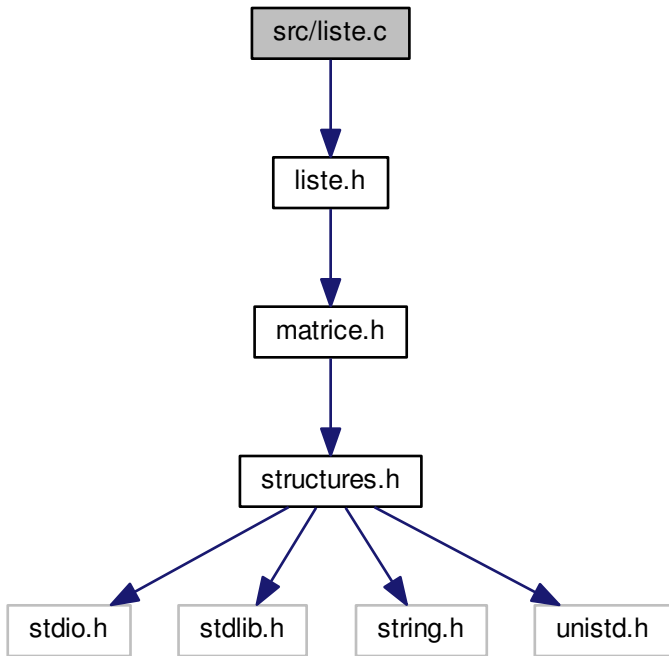 src/liste.c
liste.h
matrice.h
structures.h
stdio.h
stdlib.h
string.h
unistd.h